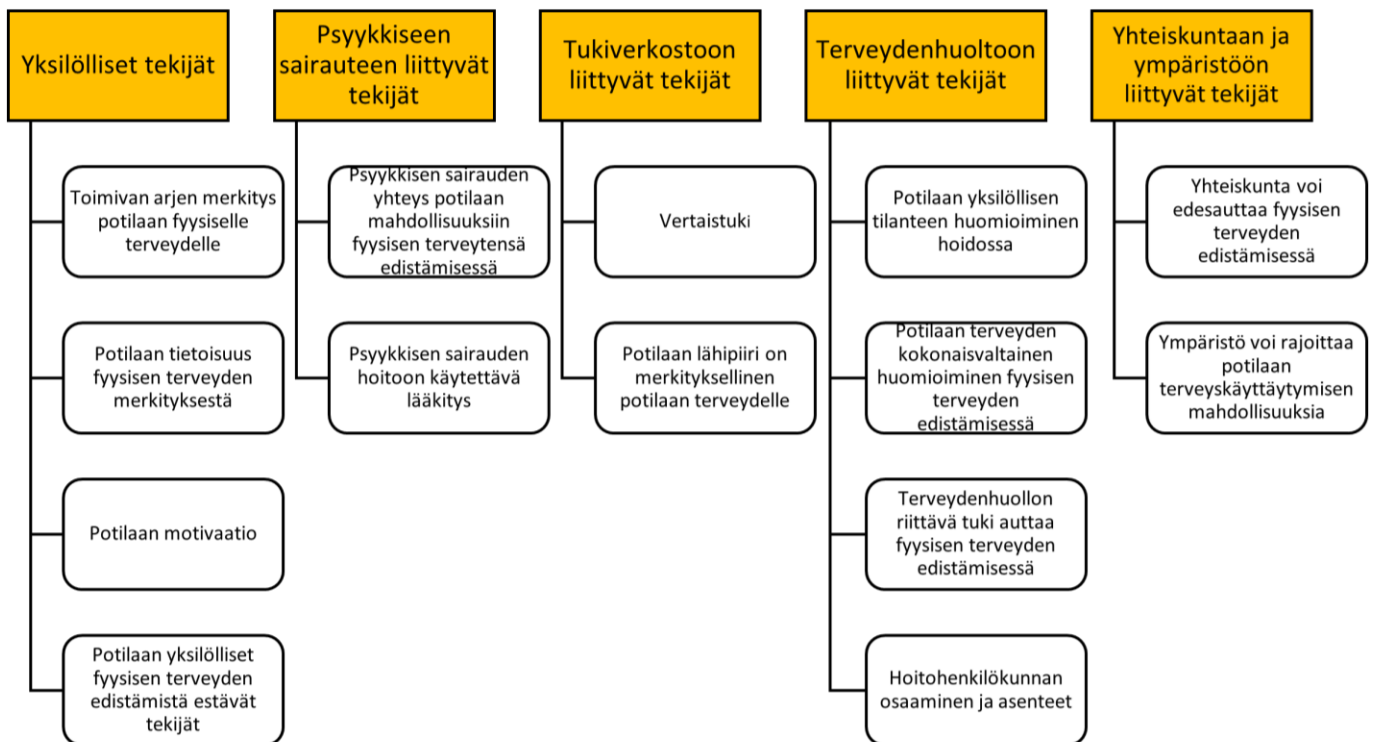 Yksilölliset tekijät
Toimivan arjen merkitys
potilaan fyysiselle
terveydelle
Potilaan tietoisuus
fyysisen terveyden
merkityksestä
Potilaan motivaatio
Potilaan yksilölliset
fyysisen terveyden
edistämistä estävät
tekijät
Psyykkiseen
sairauteen liittyvät
tekijät
Psyykkisen sairauden
yhteys potilaan
mahdollisuuksiin
fyysisen terveytensä
edistämisessä
Psyykkisen sairauden
hoitoon käytettävä
lääkitys
Tukiverkostoon
liittyvät tekijät
Vertaistuki
Potilaan lähipiiri on
merkityksellinen
potilaan terveydelle
Terveydenhuoltoon
liittyvät tekijät
Potilaan yksilöllisen
tilanteen huomioiminen
hoidossa
Potilaan terveyden
kokonaisvaltainen
huomioiminen fyysisen
terveyden
edistämisessä
Terveydenhuollon
riittävä tuki auttaa
fyysisen terveyden
edistämisessä
Hoitohenkilökunnan
osaaminen ja asenteet
Yhteiskuntaan ja
ympäristöön
liittyvät tekijät
Yhteiskunta voi
edesauttaa fyysisen
terveyden
edistämisessä
Ympäristö voi rajoittaa
potilaan
terveyskäyttäytymisen
mahdollisuuksia